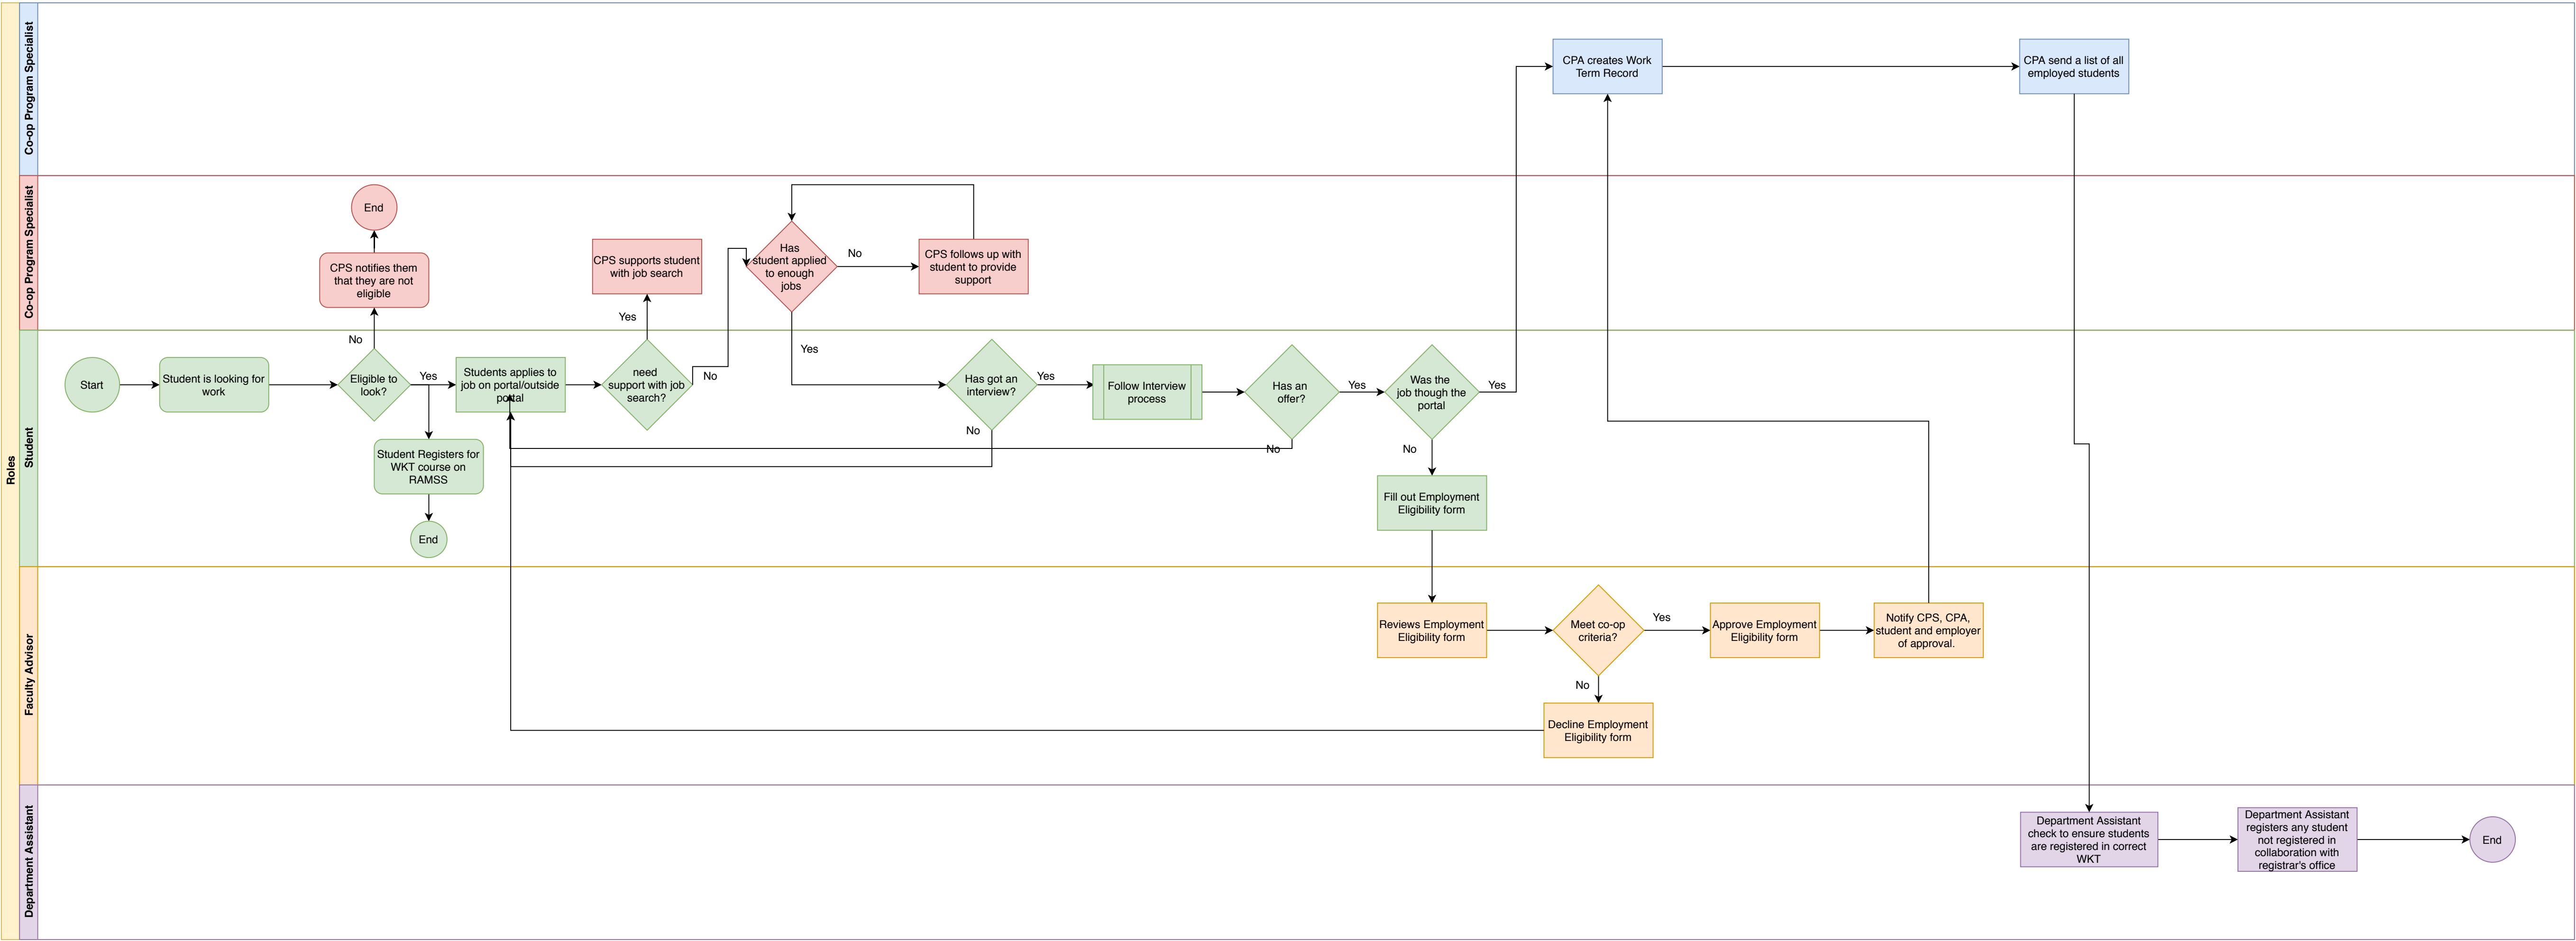 Roles
Co-op Program Specialist
CPA creates Work
Term Record
CPA send a list of all
employed students
Co-op Program Specialist
End
CPS notifies them
that they are not
eligible
No
CPS supports student
with job search
Yes
Has
student applied
to enough
jobs
No
CPS follows up with
student to provide
support
Yes
Student
Start
Student is looking for
work
Eligible to
look?
Yes
Students applies to
job on portal/outside
portal
need
support with job
search?
No
Has got an
interview?
Yes
No
Follow Interview
process
Has an
offer?
Yes
No
Was the
job though the
portal
Yes
No
Student Registers for
WKT course on
RAMSS
End
Fill out Employment
Eligibility form
Faculty Advisor
Reviews Employment
Eligibility form
Meet co-op
criteria?
Yes
No
Approve Employment
Eligibility form
Notify CPS, CPA,
student and employer
of approval.
Decline Employment
Eligibility form
Department Assistant
Department Assistant
check to ensure students
are registered in correct
WKT
Department Assistant
registers any student
not registered in
collaboration with
registrar's office
End